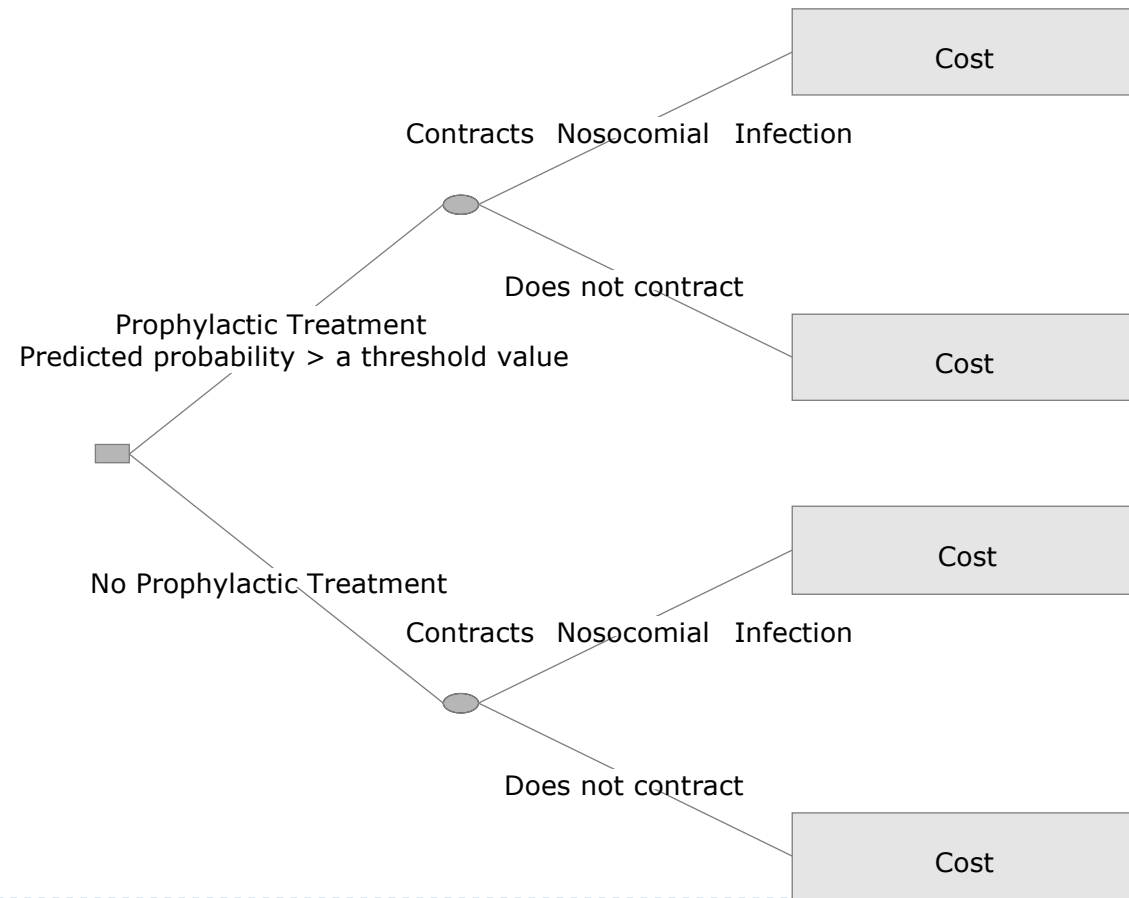 Cost
Contracts Nosocomial Infection
Does not contract
Prophylactic Treatment
Predicted probability > a threshold value
Cost
Cost
No Prophylactic Treatment
Contracts Nosocomial Infection
Does not contract
Cost